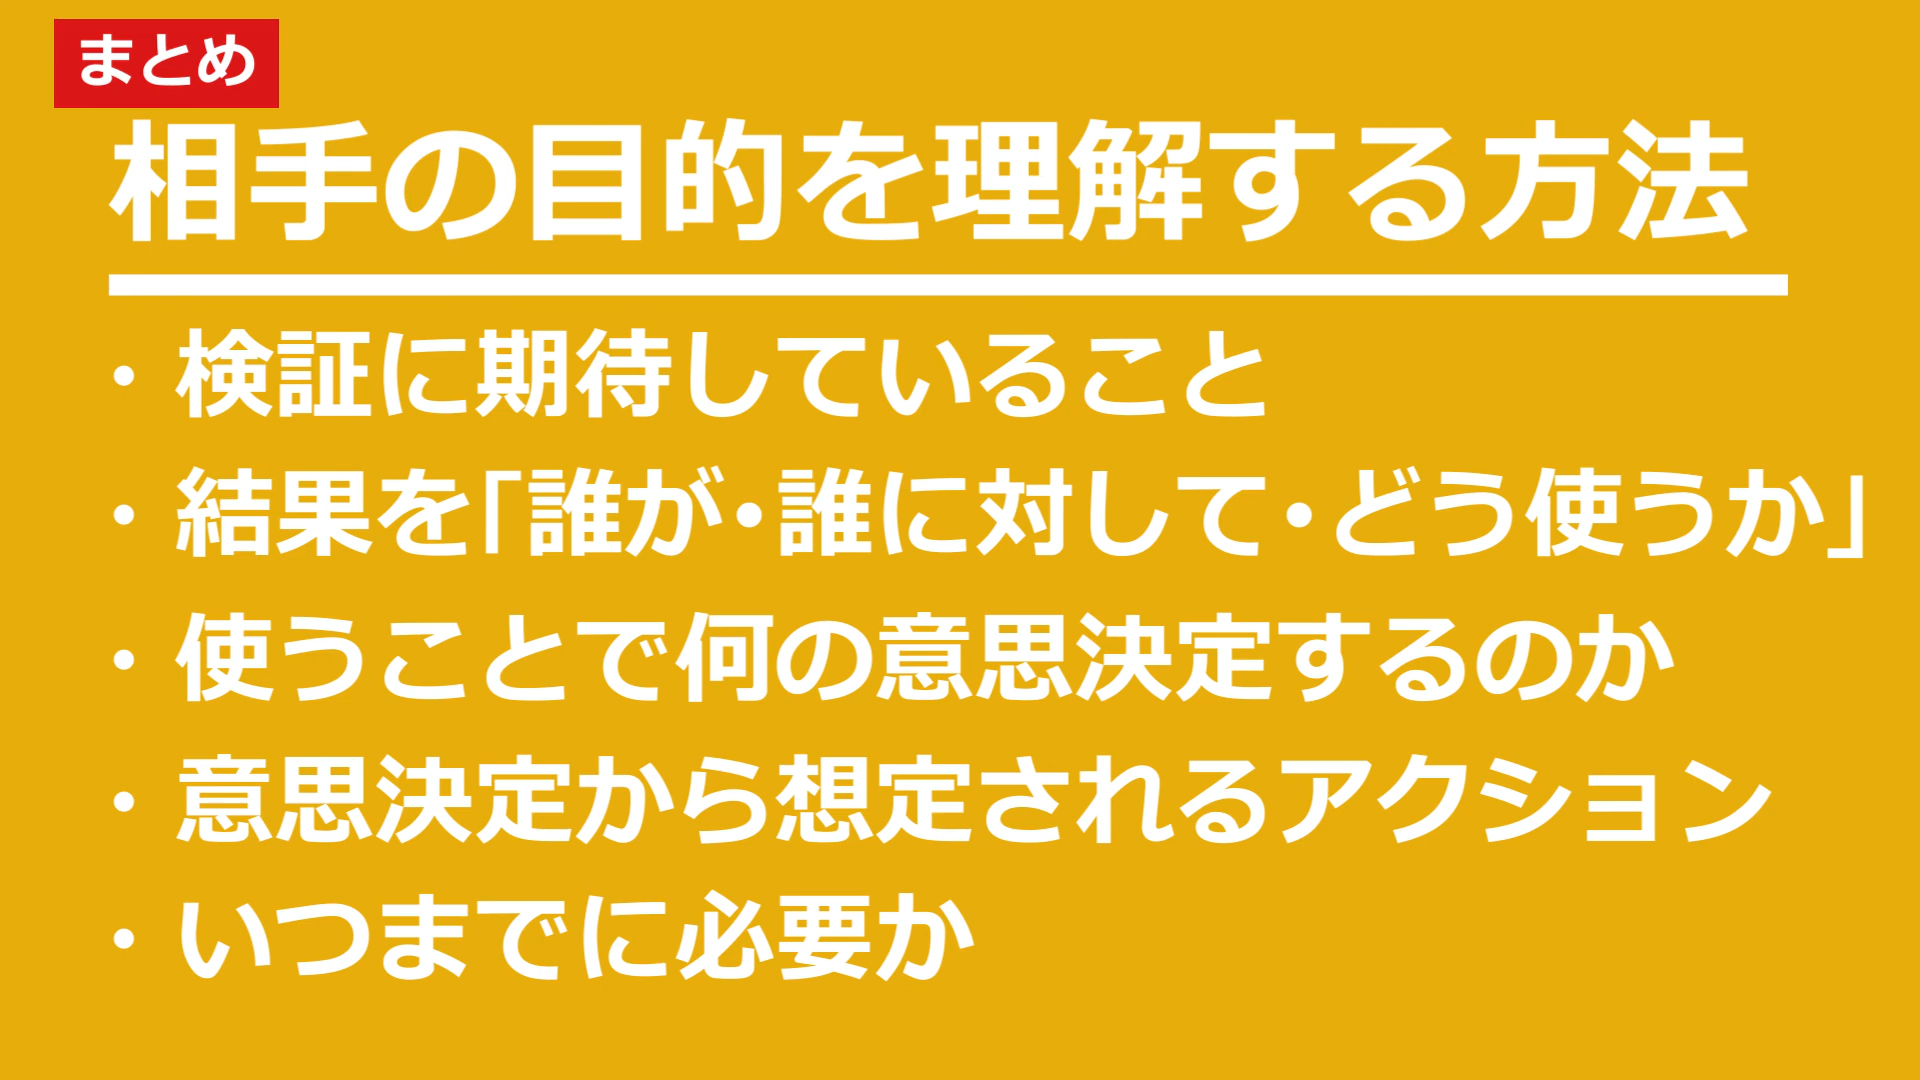 まとめ
相手の目的を理解する方法
・検証に期待していること
・結果を「誰が・誰に対して・どう使うか」
・使うことで何の意思決定するのか
・意思決定から想定されるアクション
・いつまでに必要か